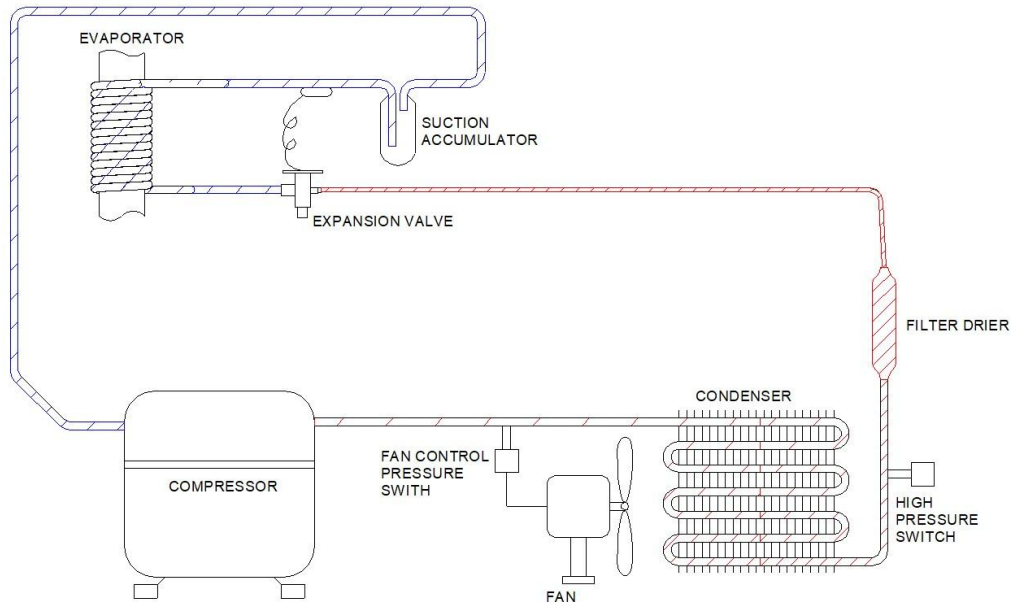 EVAPORATOR
SUCTION
ACCUMULATOR
EXPANSION VALVE
FILTER DRIER
CONDENSER
FAN CONTROL
PRESSURE
SWITH
COMPRESSOR
HIGH
PRESSURE
SWITCH
FAN